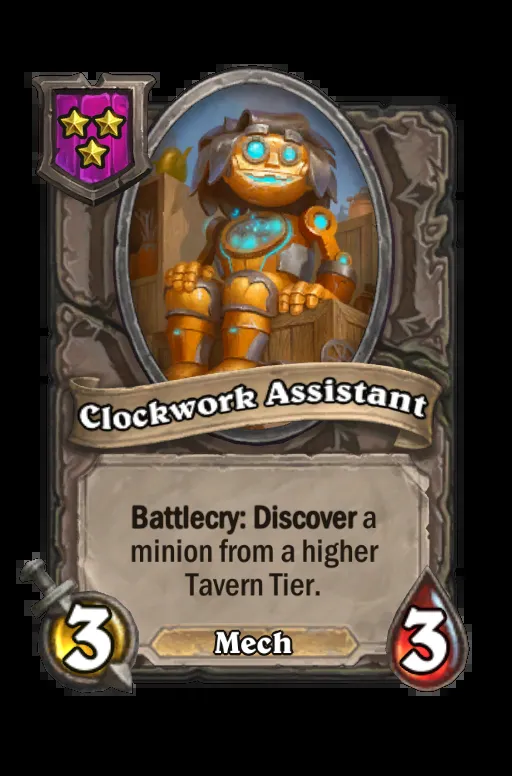 Clockwork Assistant
Battlecry: Discover a
minion from a higher
Tavern Tier.
3
Mech
3